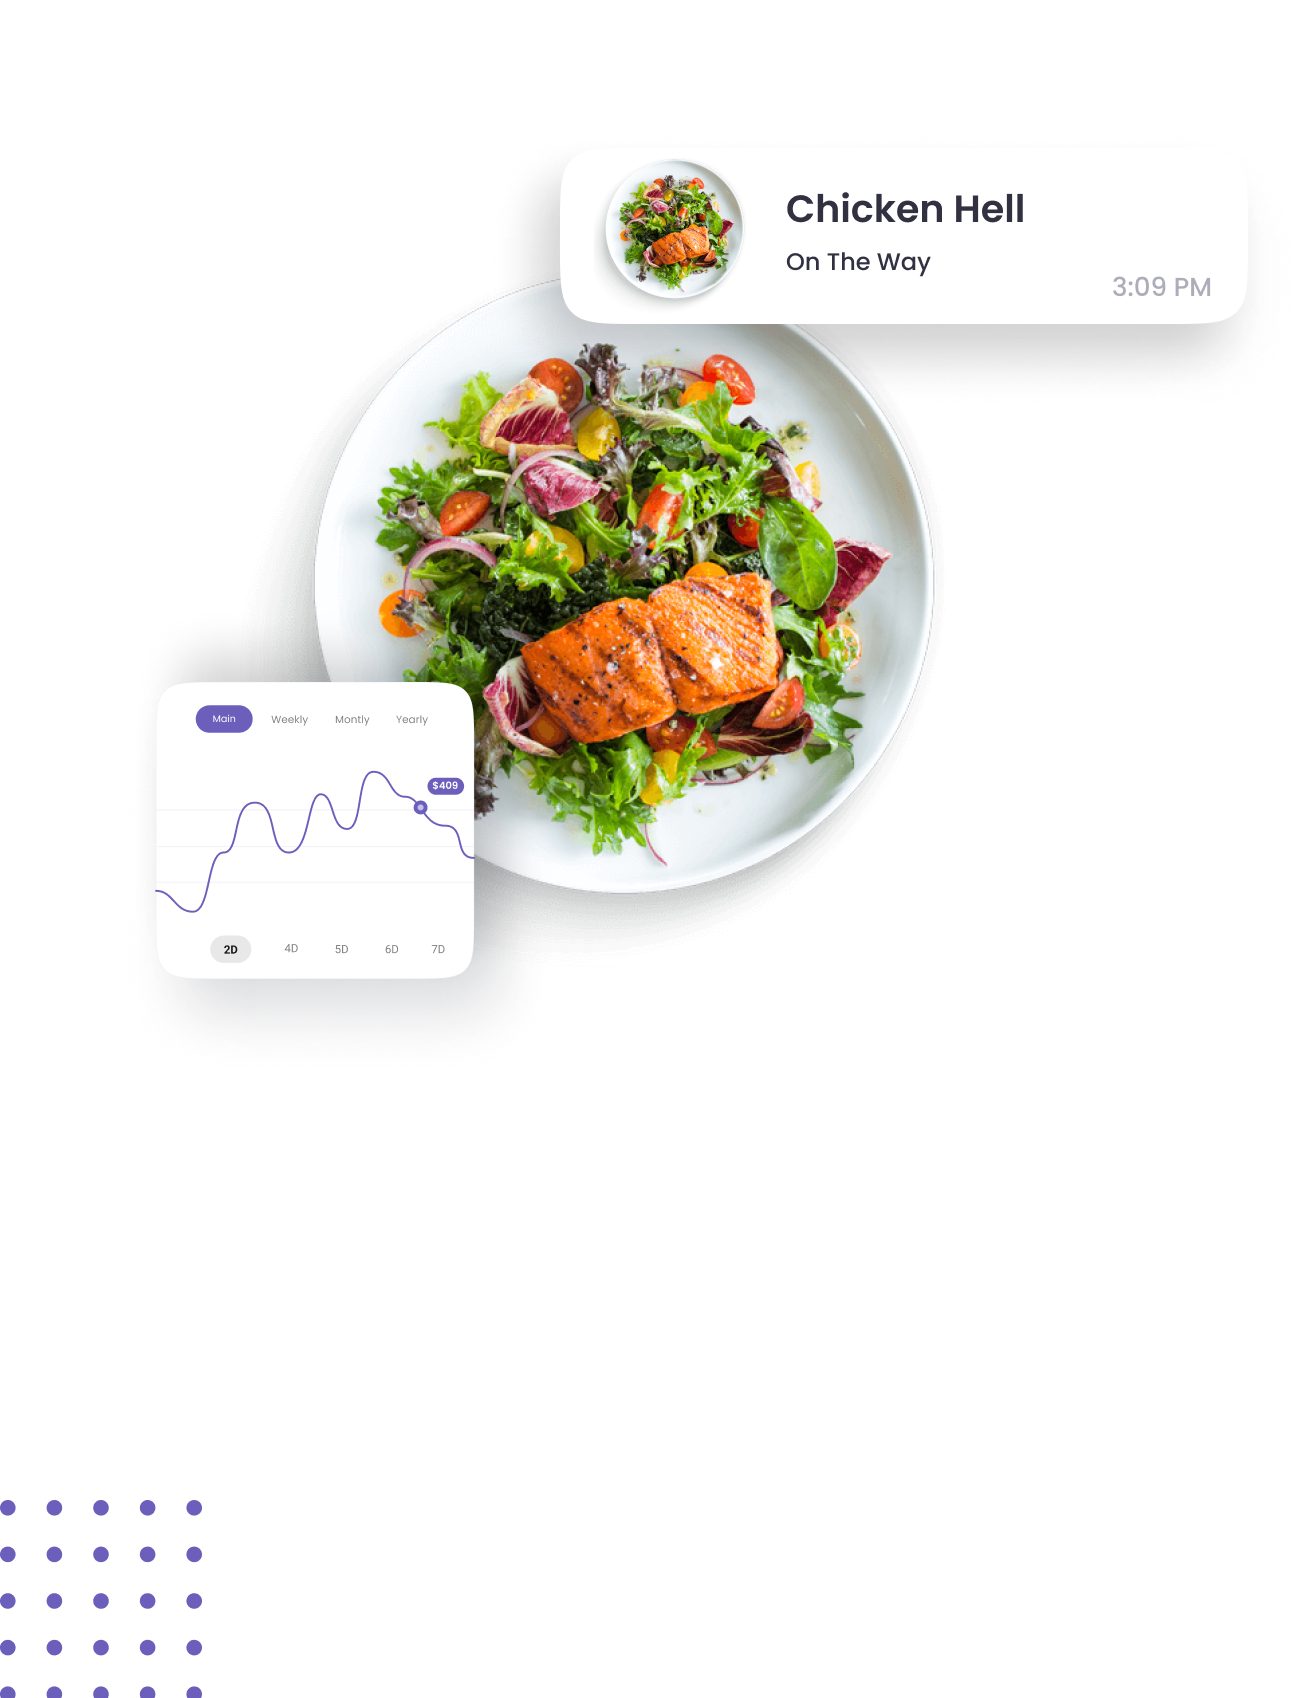 Chicken Hell
On The Way
3:09 PM
Main Weekly Montly Yearly
$409
2D 4D 5D 6D 7D